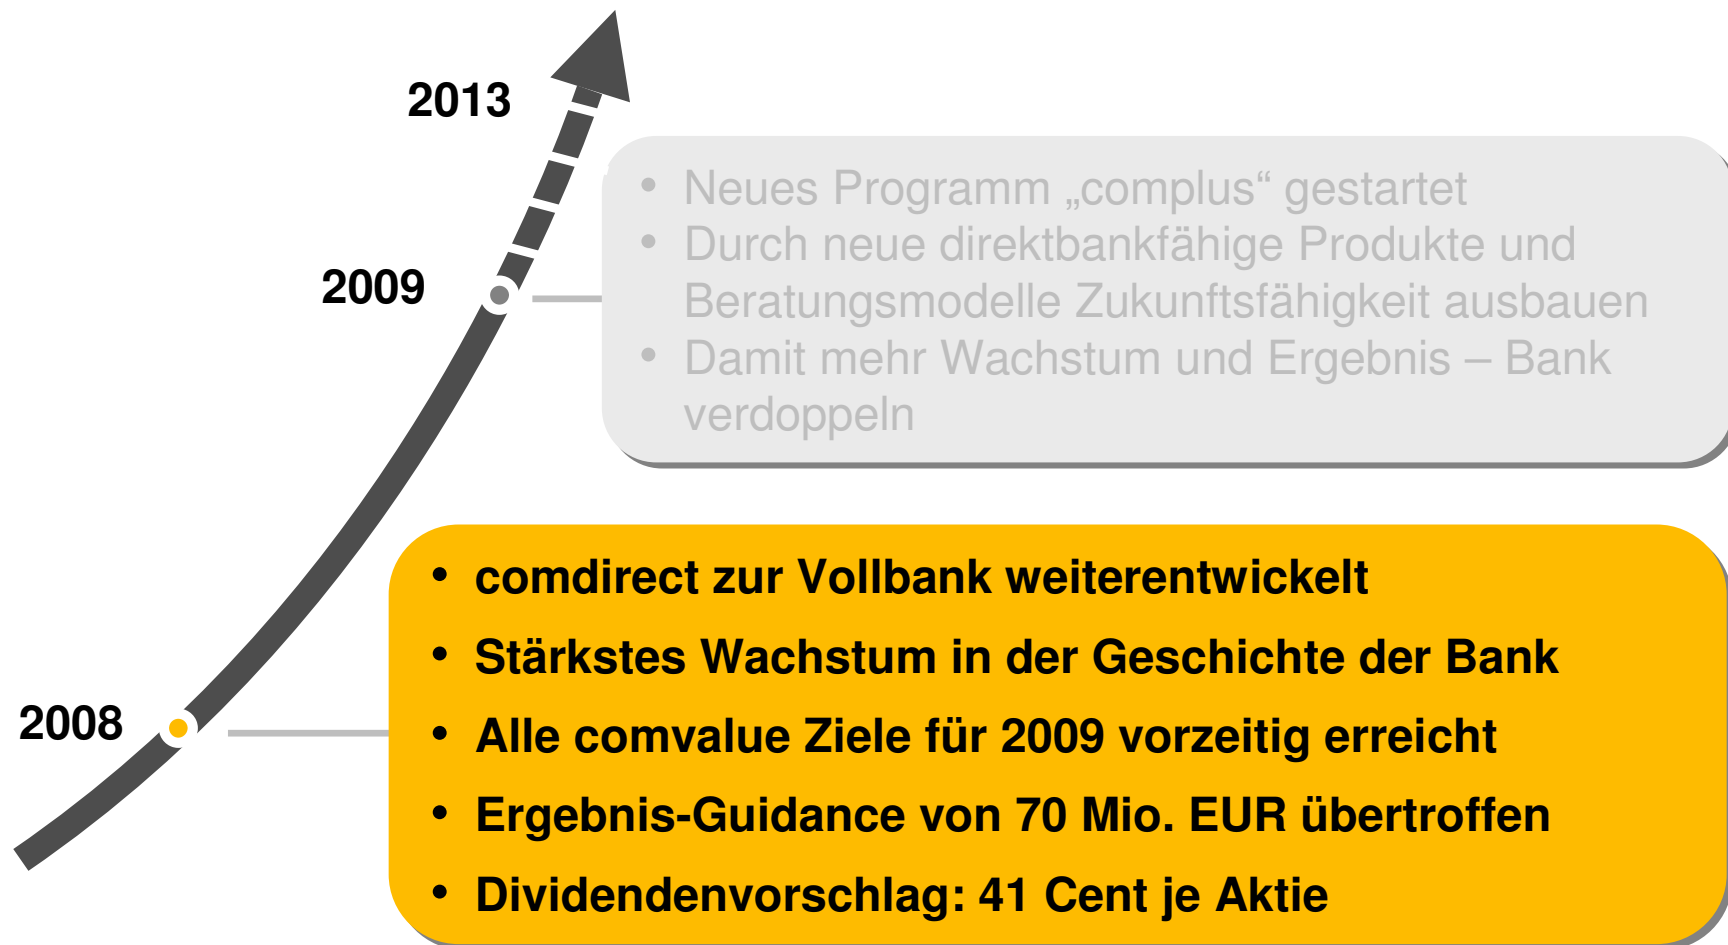 2013
• Neues Programm „complus“ gestartet
• Durch neue direktbankfähige Produkte und
Beratungsmodelle Zukunftsfähigkeit ausbauen
• Damit mehr Wachstum und Ergebnis – Bank
verdoppeln
2009
• comdirect zur Vollbank weiterentwickelt
• Stärkstes Wachstum in der Geschichte der Bank
• Alle comvalue Ziele für 2009 vorzeitig erreicht
• Ergebnis-Guidance von 70 Mio. EUR übertroffen
• Dividendenvorschlag: 41 Cent je Aktie
2008